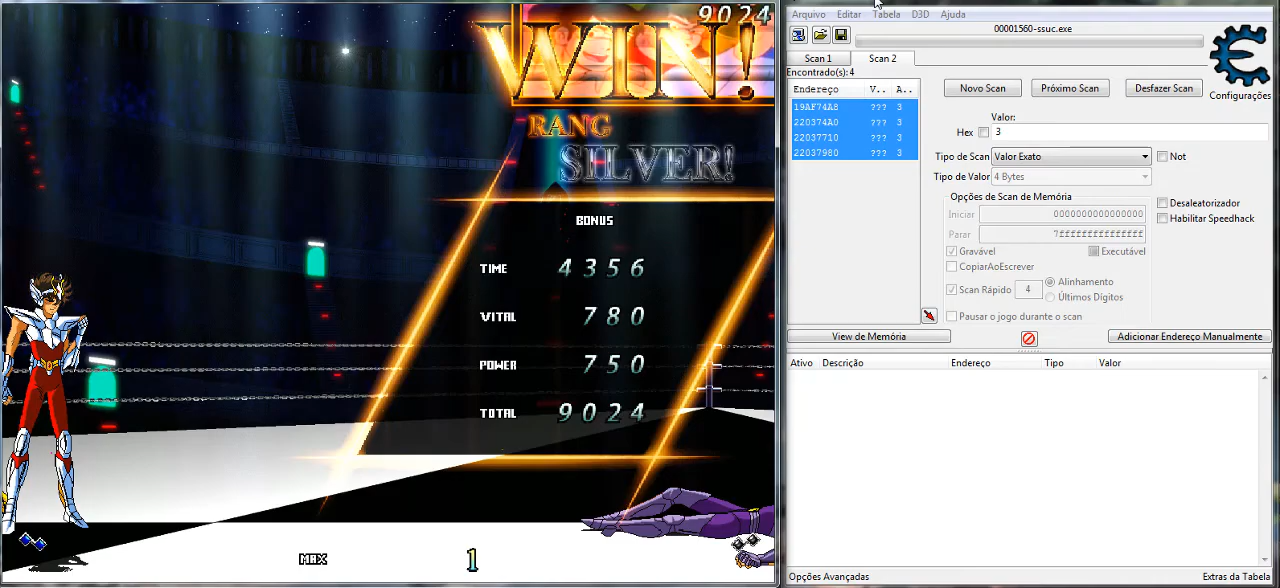 9024
WIN!
RANG
SILVER!
BONUS
TIME 4356
VITAL 780
POWER 750
TOTAL 9024
MAX 1
Arquivo Editar Tabela D3D Ajuda
00001560-ssuc.exe
Scan 1 Scan 2
Encontrado(s):4
Endereço V.. A..
19AF74A8 ??? 3
220374A0 ??? 3
22037710 ??? 3
22037980 ??? 3
Novo Scan Próximo Scan Desfazer Scan
Configurações
Valor:
Hex 3
Tipo de Scan Valor Exato Not
Tipo de Valor 4 Bytes
Opções de Scan de Memória
Iniciar 0000000000000000
Parar 7fffffffffffffff
Gravável Executável
CopiarAoEscrever
Scan Rápido 4 Alinhamento
Últimos Dígitos
Pausar o jogo durante o scan
Desaleatorizador
Habilitar Speedhack
View de Memória Adicionar Endereço Manualmente
Ativo Descrição Endereço Tipo Valor
Opções Avançadas Extras da Tabela